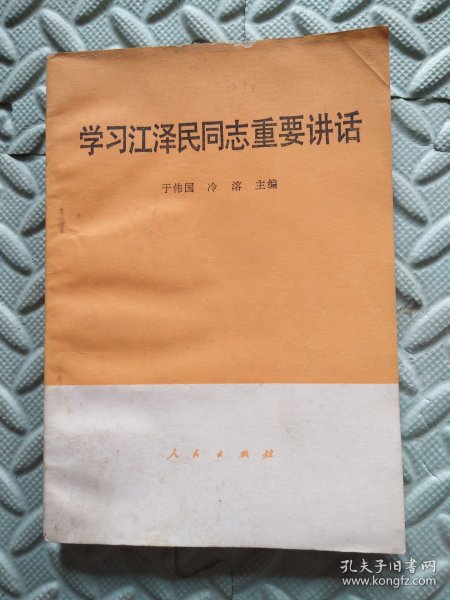 学习江泽民同志重要讲话
于伟国 冷溶 主编
人民出版社
孔夫子旧书网
www.kongfz.com